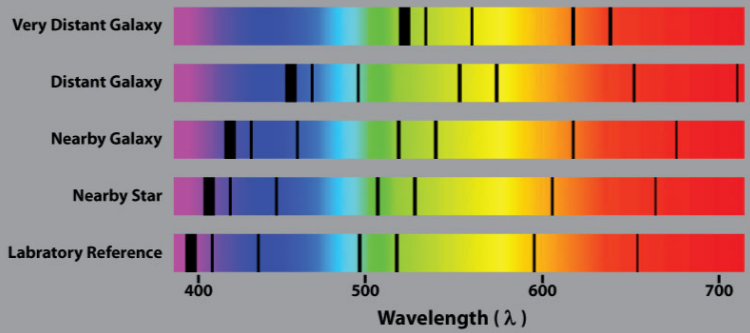 Very Distant Galaxy
Distant Galaxy
Nearby Galaxy
Nearby Star
Labratory Reference
400 500 600 700
Wavelength ( λ )